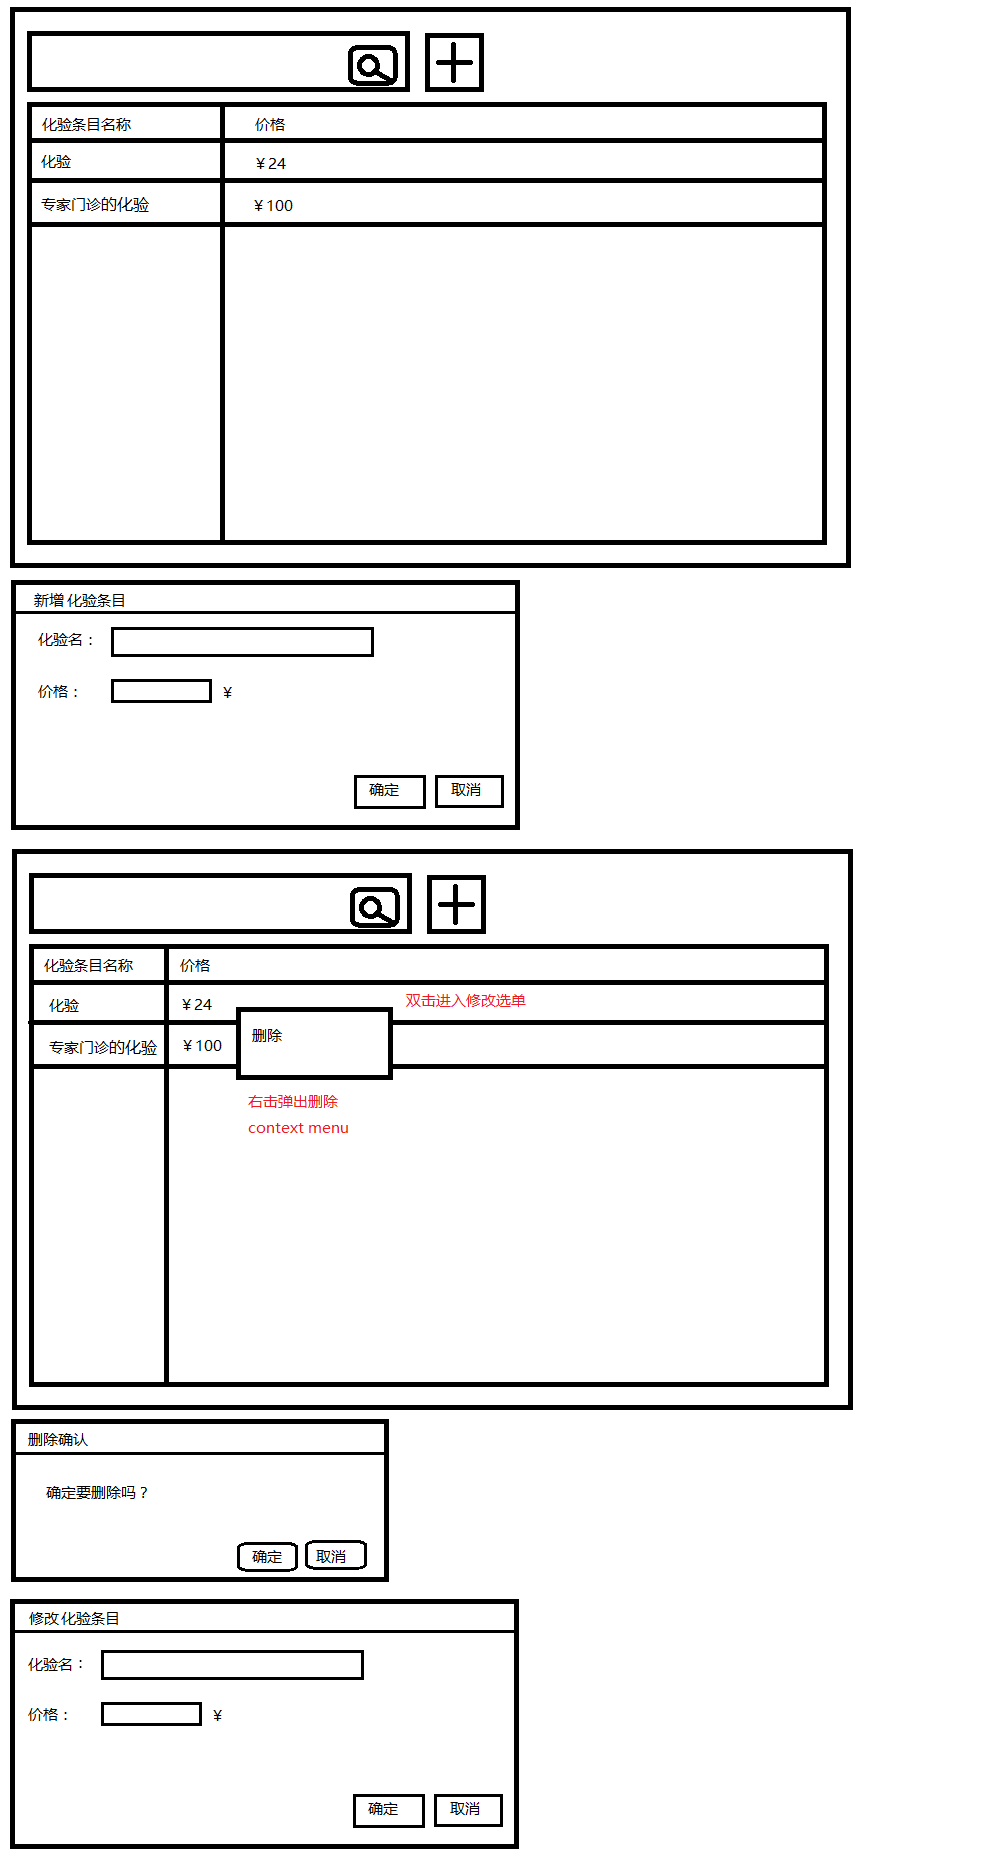 化验条目名称 价格
化验 ¥24
专家门诊的化验 ¥100
新增化验条目
化验名：
价格： ¥
确定 取消
化验条目名称 价格
化验 ¥24 双击进入修改选单
专家门诊的化验 ¥100 删除
右击弹出删除
context menu
删除确认
确定要删除吗？
确定 取消
修改化验条目
化验名：
价格： ¥
确定 取消